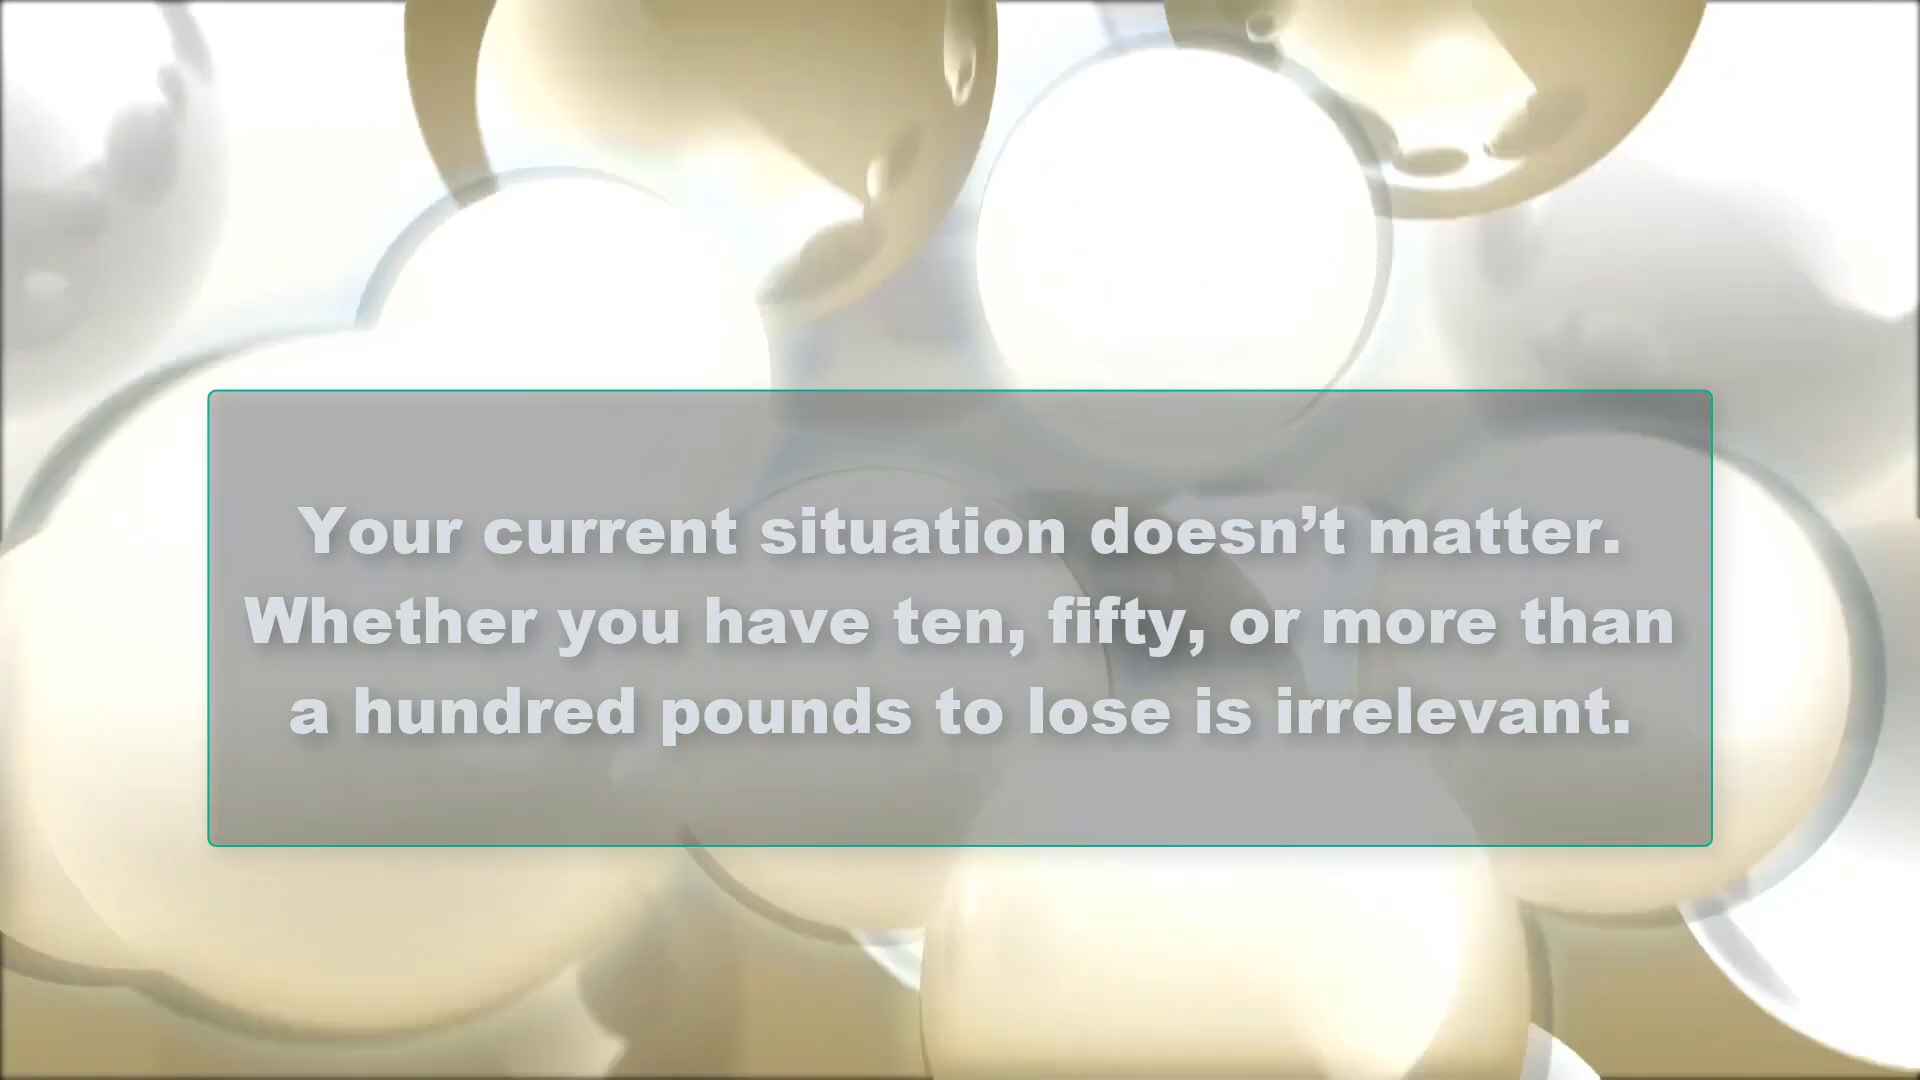 Your current situation doesn’t matter.
Whether you have ten, fifty, or more than
a hundred pounds to lose is irrelevant.